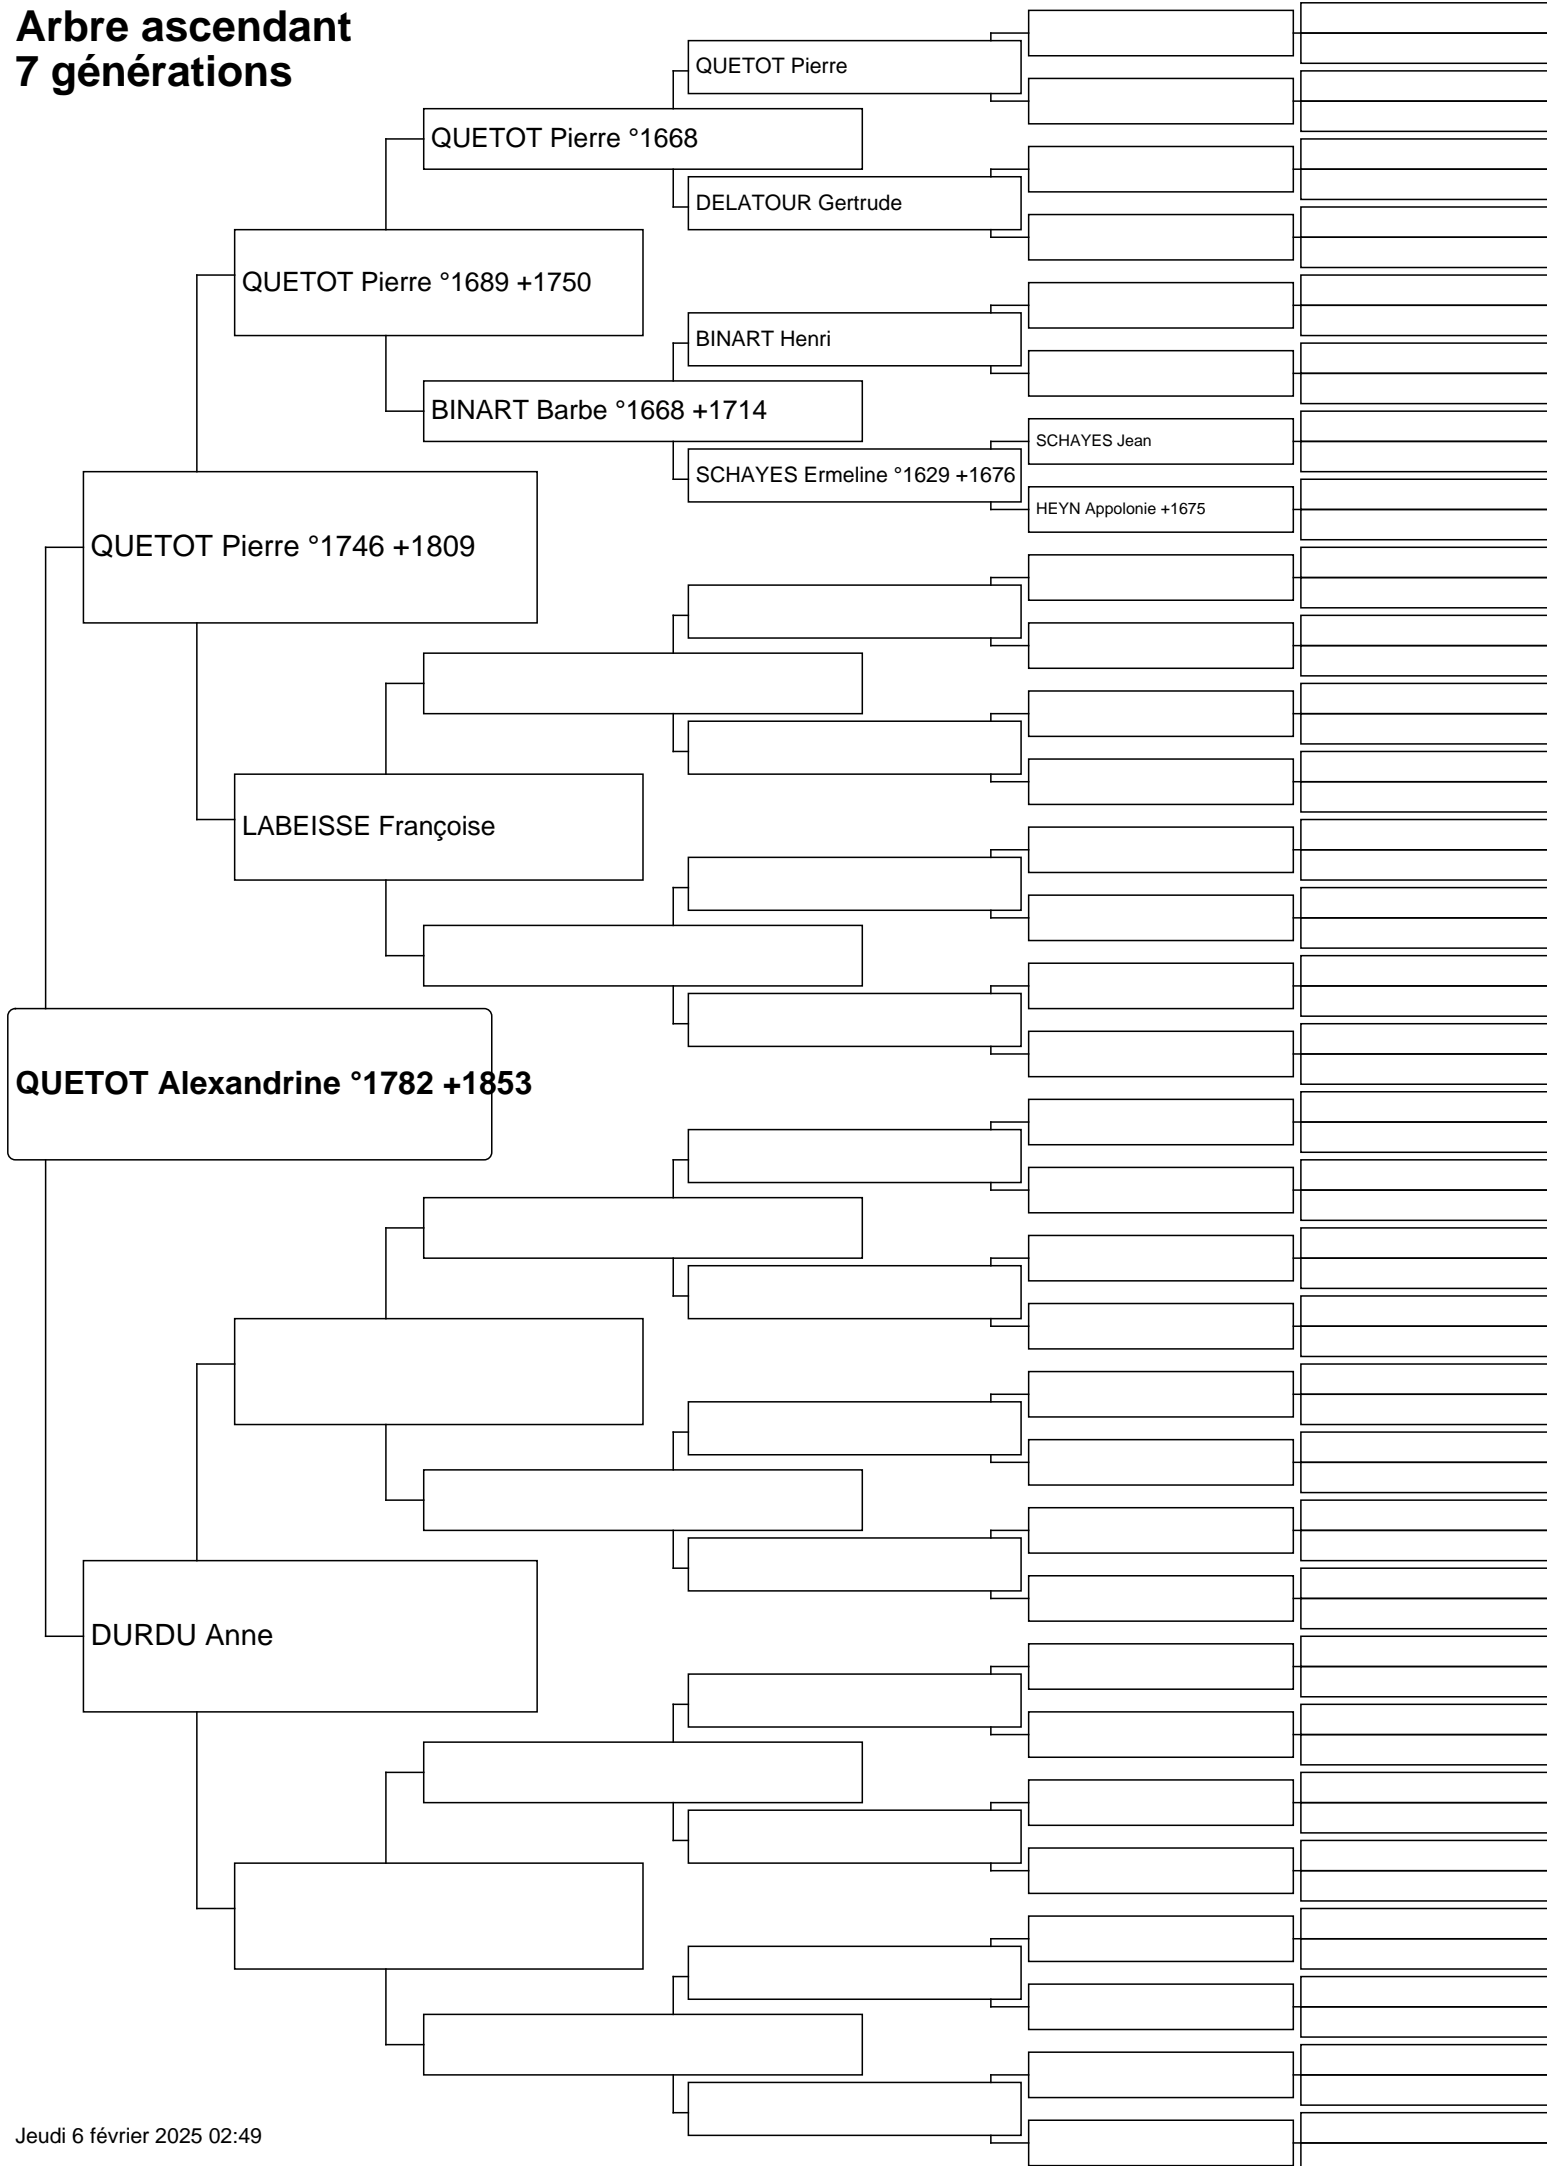 Arbre ascendant
7 générations
QUETOT Pierre
QUETOT Pierre °1668
DELATOUR Gertrude
QUETOT Pierre °1689 +1750
BINART Henri
BINART Barbe °1668 +1714
SCHAYES Jean
SCHAYES Ermeline °1629 +1676
HEYN Appolonie +1675
QUETOT Pierre °1746 +1809
LABEISSE Françoise
QUETOT Alexandrine °1782 +1853
DURDU Anne
Jeudi 6 février 2025 02:49